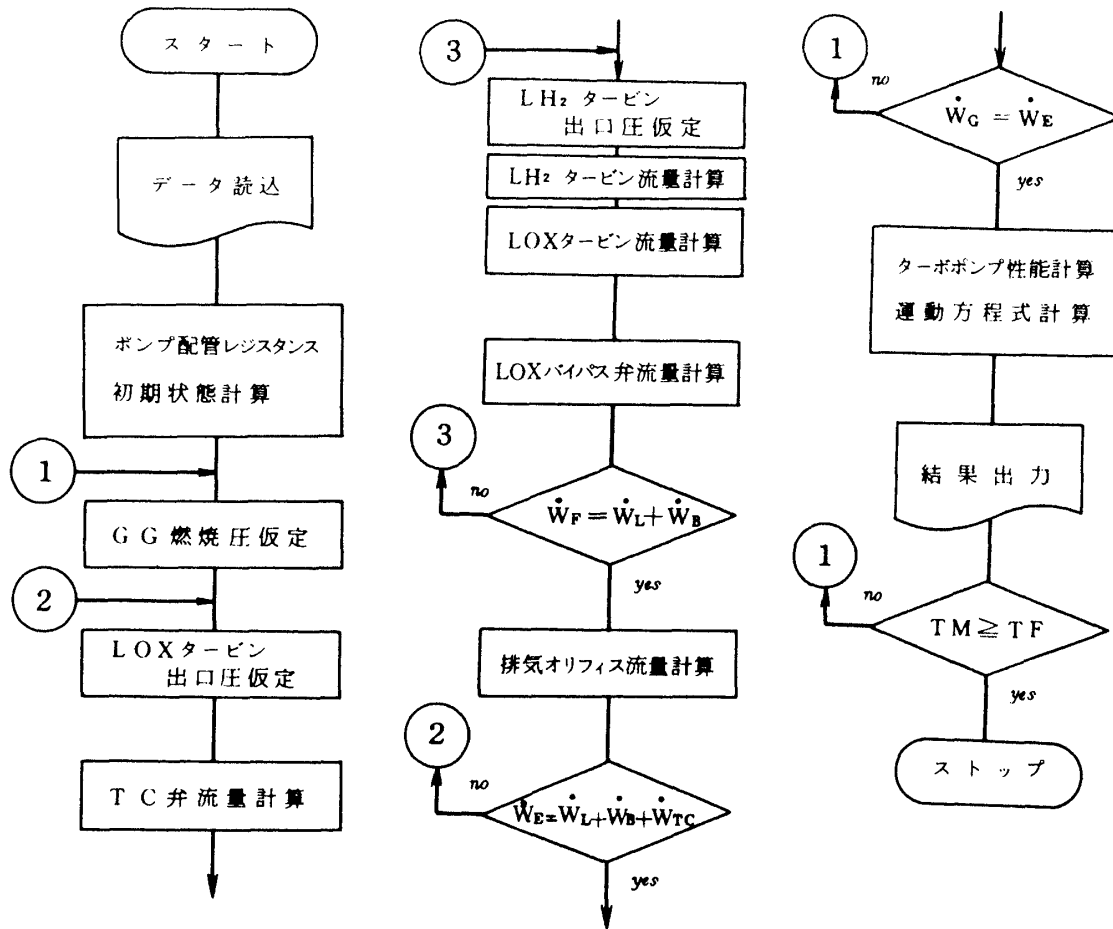 スタート
データ読込
ポンプ配管レジスタンス
初期状態計算
1
GG燃焼圧仮定
2
LOXタービン
出口圧仮定
TC弁流量計算
3
LH₂ タービン
出口圧仮定
LH₂ タービン流量計算
LOXタービン流量計算
LOXバイパス弁流量計算
3
no
Ẇ_F = Ẇ_L + Ẇ_B
yes
排気オリフィス流量計算
2
no
Ẇ_E = Ẇ_L + Ẇ_B + Ẇ_TC
yes
1
no
Ẇ_G = Ẇ_E
yes
ターボポンプ性能計算
運動方程式計算
結果出力
1
no
TM ≧ TF
yes
ストップ